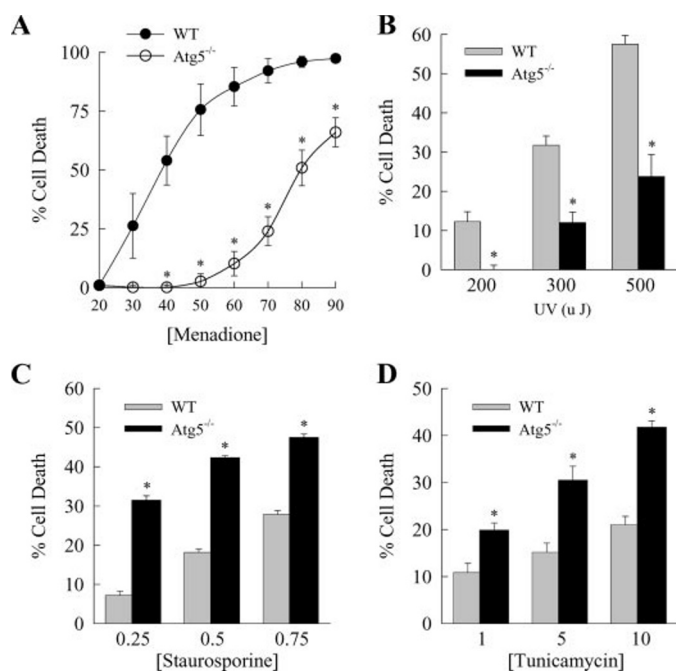 A
WT
Atg5-/-
100
75
50
25
0
% Cell Death
* * * * * * *
20 30 40 50 60 70 80 90
[Menadione]
B
WT
Atg5-/-
60
50
40
30
20
10
0
% Cell Death
* * *
200 300 500
UV (u J)
C
WT
Atg5-/-
60
50
40
30
20
10
0
% Cell Death
* * *
0.25 0.5 0.75
[Staurosporine]
D
WT
Atg5-/-
50
40
30
20
10
0
% Cell Death
* * *
1 5 10
[Tunicamycin]